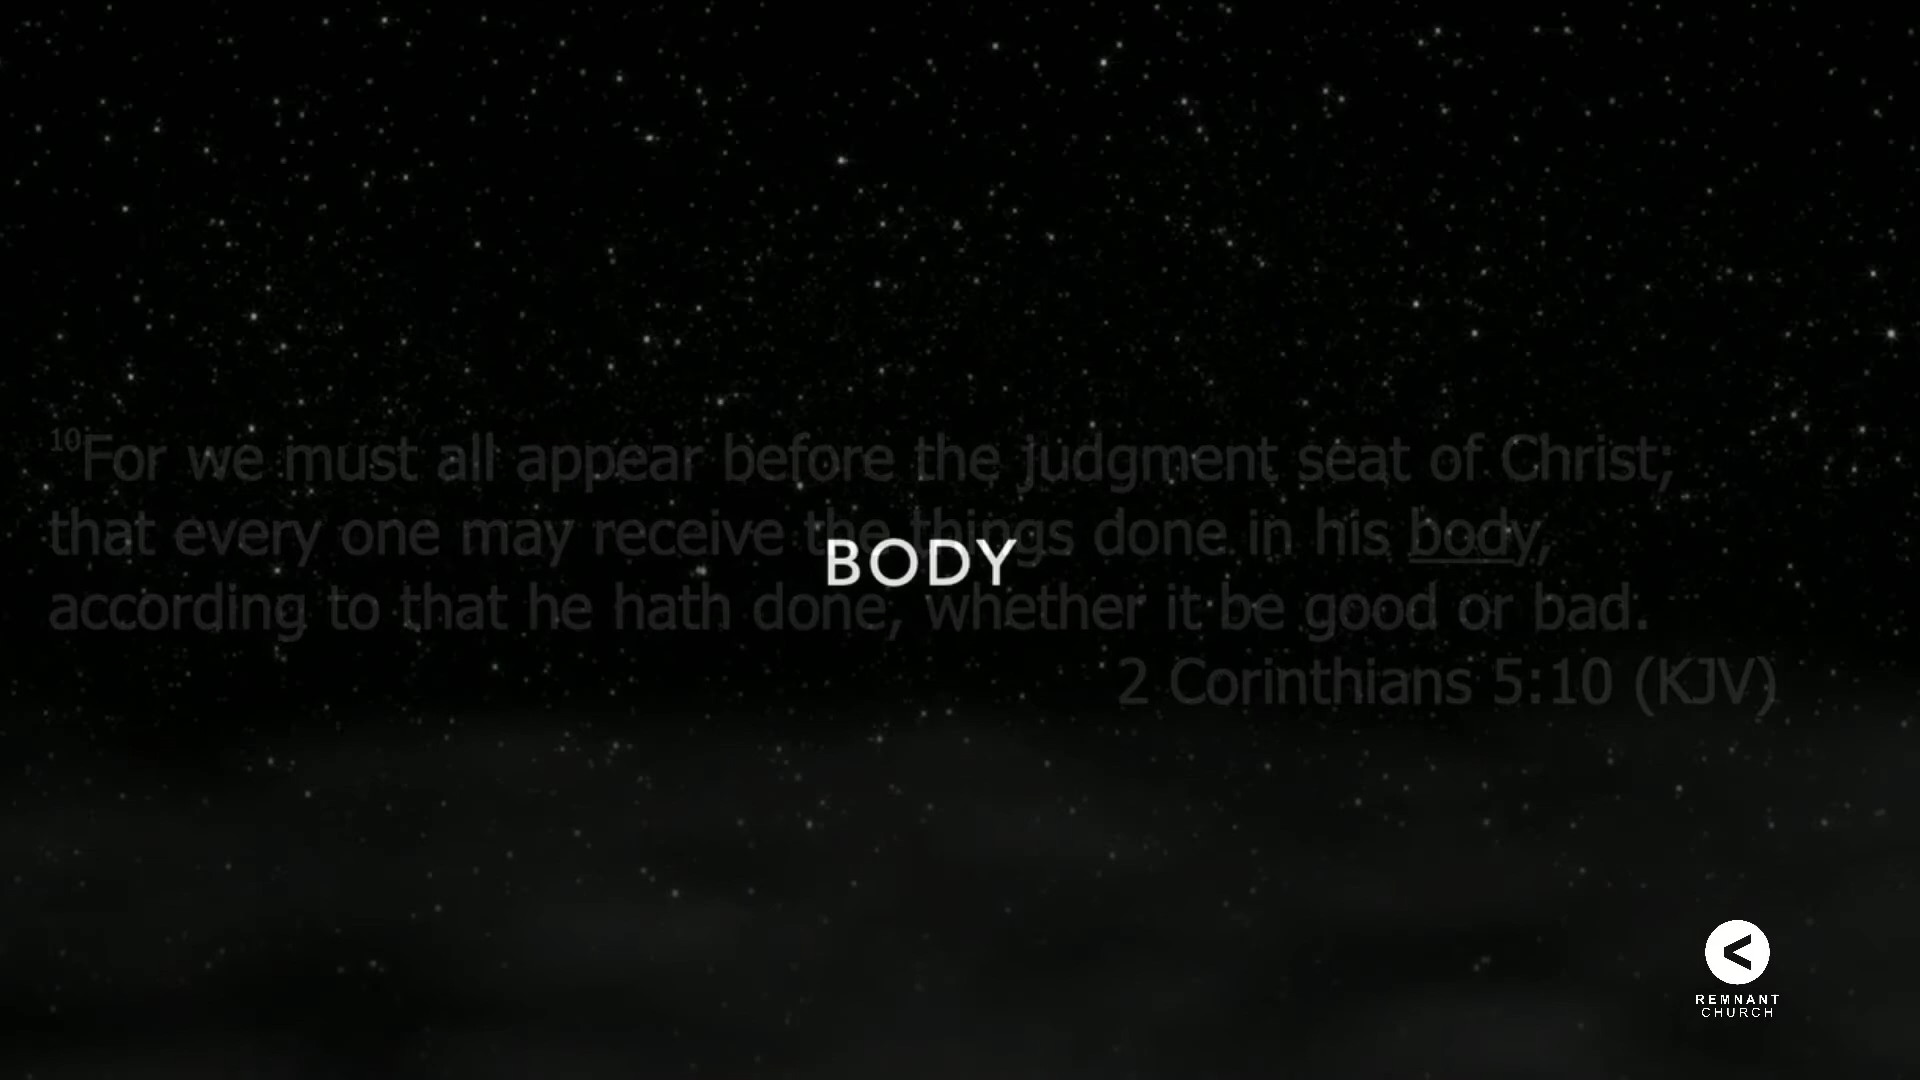 10For we must all appear before the judgment seat of Christ;
that every one may receive the things done in his body,
BODY
according to that he hath done, whether it be good or bad.
2 Corinthians 5:10 (KJV)
REMNANT
CHURCH